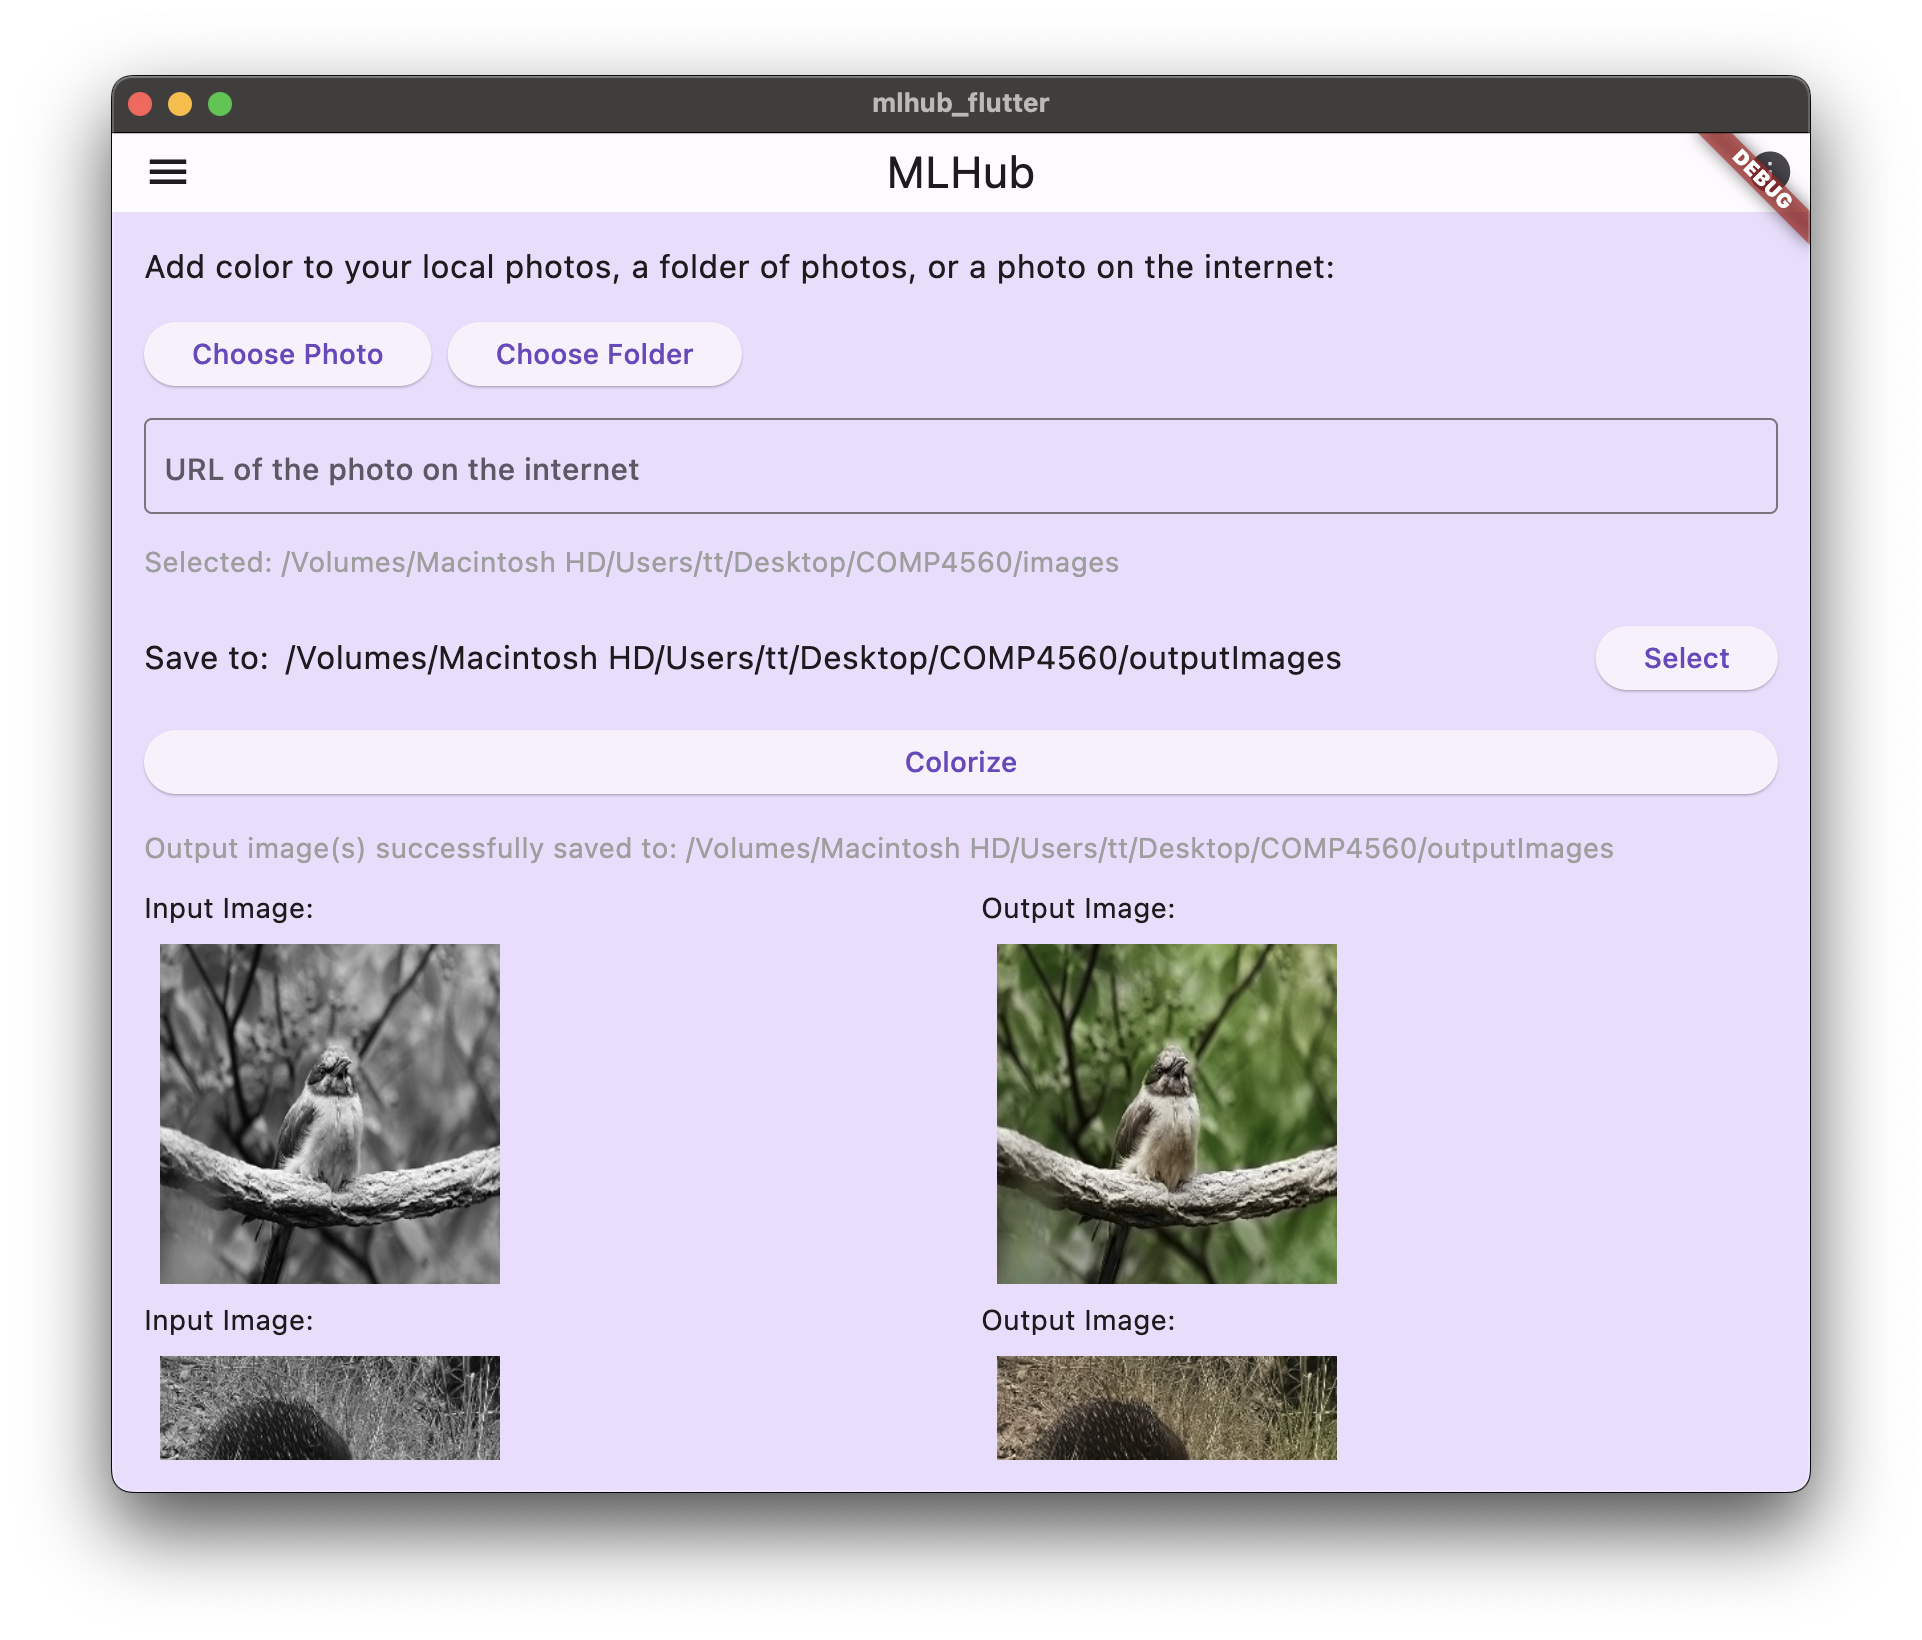 mlhub_flutter
MLHub
DEBUG
Add color to your local photos, a folder of photos, or a photo on the internet:
Choose Photo
Choose Folder
URL of the photo on the internet
Selected: /Volumes/Macintosh HD/Users/tt/Desktop/COMP4560/images
Save to: /Volumes/Macintosh HD/Users/tt/Desktop/COMP4560/outputImages
Select
Colorize
Output image(s) successfully saved to: /Volumes/Macintosh HD/Users/tt/Desktop/COMP4560/outputImages
Input Image:
Output Image:
Input Image:
Output Image: